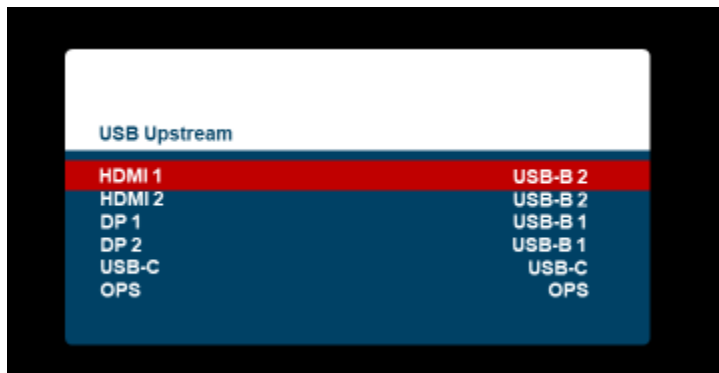 USB Upstream
HDMI 1 USB-B 2
HDMI 2 USB-B 2
DP 1 USB-B 1
DP 2 USB-B 1
USB-C USB-C
OPS OPS